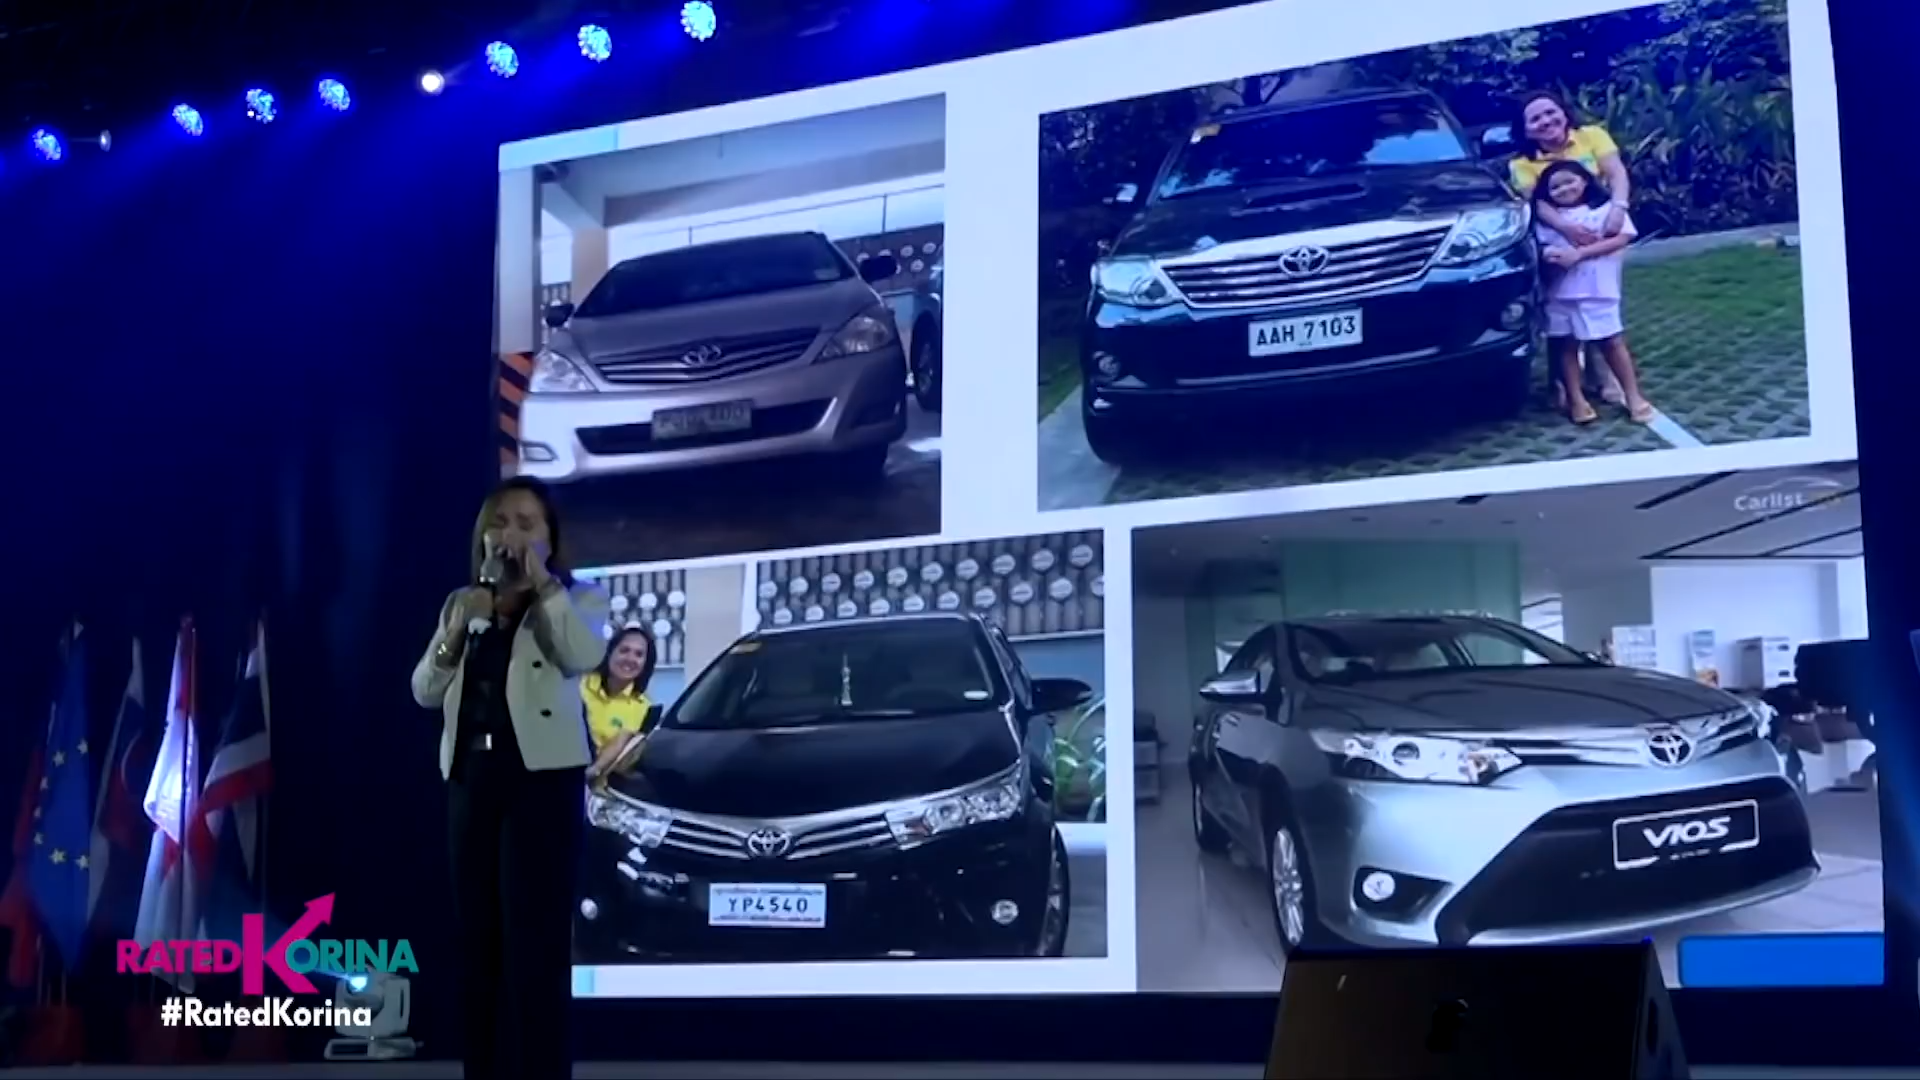 AAH 7103
Carlist
YP4540
VIOS
RATEDKORINA
#RatedKorina